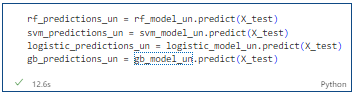 rf_predictions_un = rf_model_un.predict(X_test)
svm_predictions_un = svm_model_un.predict(X_test)
logistic_predictions_un = logistic_model_un.predict(X_test)
gb_predictions_un = gb_model_un.predict(X_test)
12.6s Python